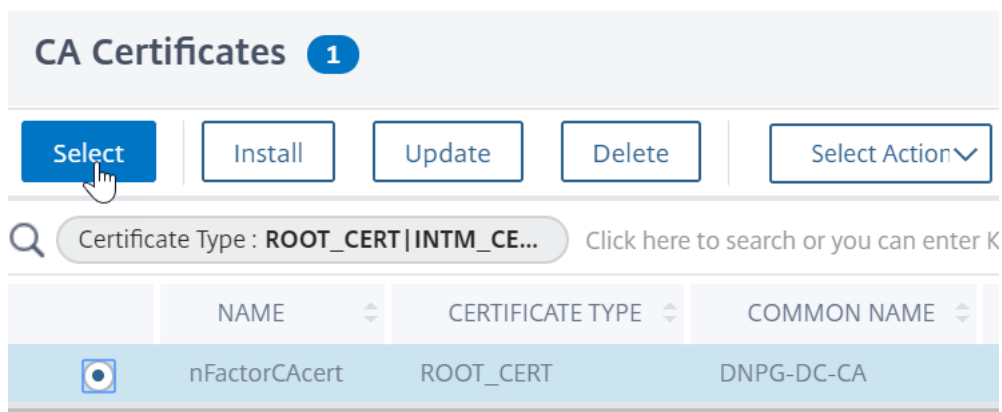 CA Certificates 1
Select Install Update Delete Select Action
Certificate Type : ROOT_CERT|INTM_CE... Click here to search or you can enter K
NAME CERTIFICATE TYPE COMMON NAME
nFactorCAcert ROOT_CERT DNPG-DC-CA